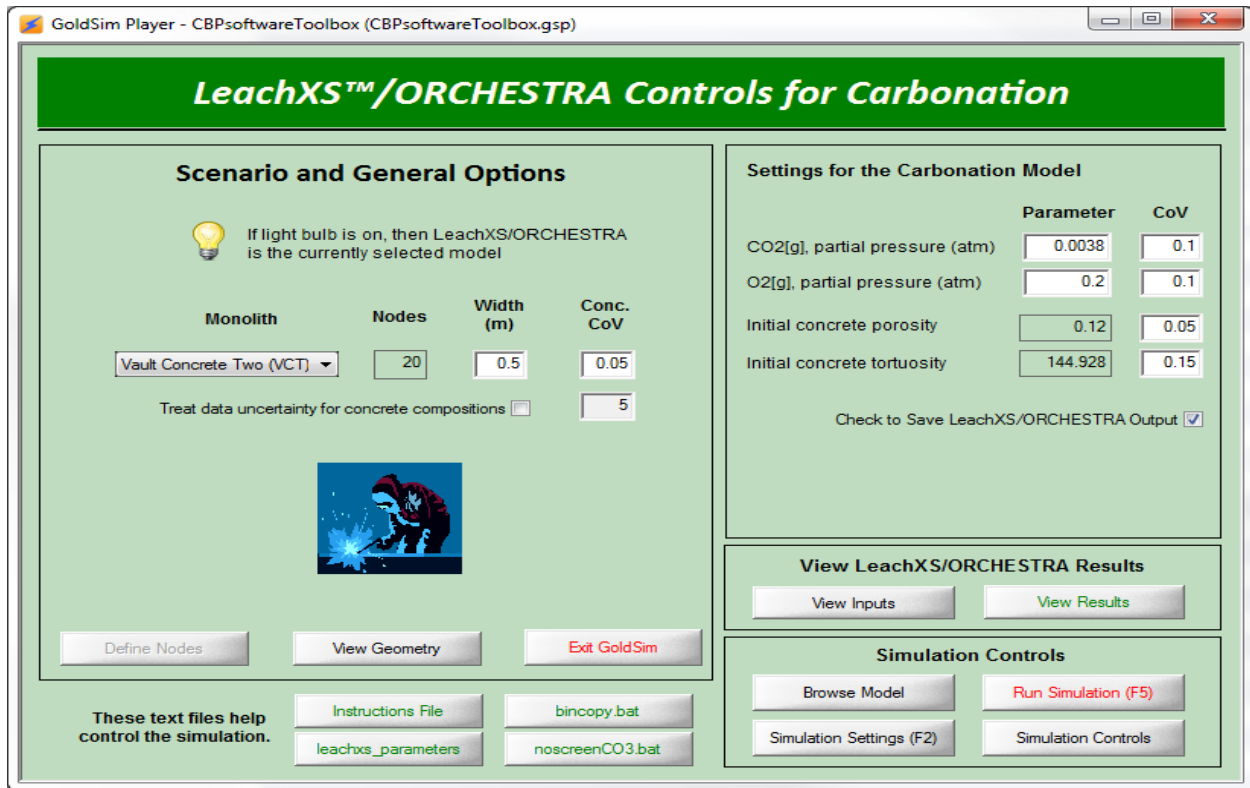 GoldSim Player - CBPsoftwareToolbox (CBPsoftwareToolbox.gsp)
LeachXS™/ORCHESTRA Controls for Carbonation
Scenario and General Options
If light bulb is on, then LeachXS/ORCHESTRA
is the currently selected model
Monolith Nodes Width (m) Conc. CoV
Vault Concrete Two (VCT) 20 0.5 0.05
Treat data uncertainty for concrete compositions 5
Define Nodes View Geometry Exit GoldSim
These text files help
control the simulation.
Instructions File bincopy.bat
leachxs_parameters noscreenCO3.bat
Settings for the Carbonation Model
Parameter CoV
CO2[g], partial pressure (atm) 0.0038 0.1
O2[g], partial pressure (atm) 0.2 0.1
Initial concrete porosity 0.12 0.05
Initial concrete tortuosity 144.928 0.15
Check to Save LeachXS/ORCHESTRA Output
View LeachXS/ORCHESTRA Results
View Inputs View Results
Simulation Controls
Browse Model Run Simulation (F5)
Simulation Settings (F2) Simulation Controls